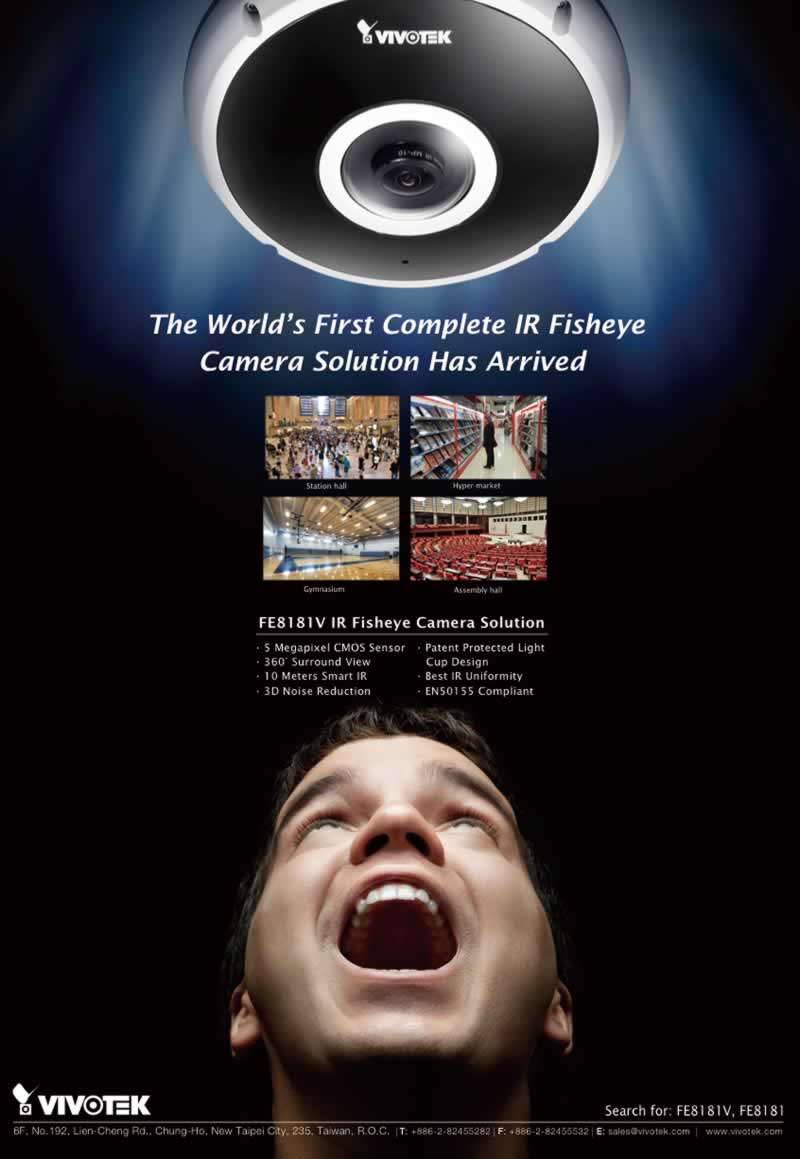 VIVOTEK
The World's First Complete IR Fisheye
Camera Solution Has Arrived
Station hall
Hyper-market
Gymnasium
Assembly hall
FE8181V IR Fisheye Camera Solution
· 5 Megapixel CMOS Sensor
· 360° Surround View
· 10 Meters Smart IR
· 3D Noise Reduction
· Patent Protected Light
Cup Design
· Best IR Uniformity
· EN50155 Compliant
VIVOTEK
Search for: FE8181V, FE8181
6F, No.192, Lien-Cheng Rd., Chung-Ho, New Taipei City, 235, Taiwan, R.O.C. | T: +886-2-82455282 | F: +886-2-82455532 | E: sales@vivotek.com | www.vivotek.com